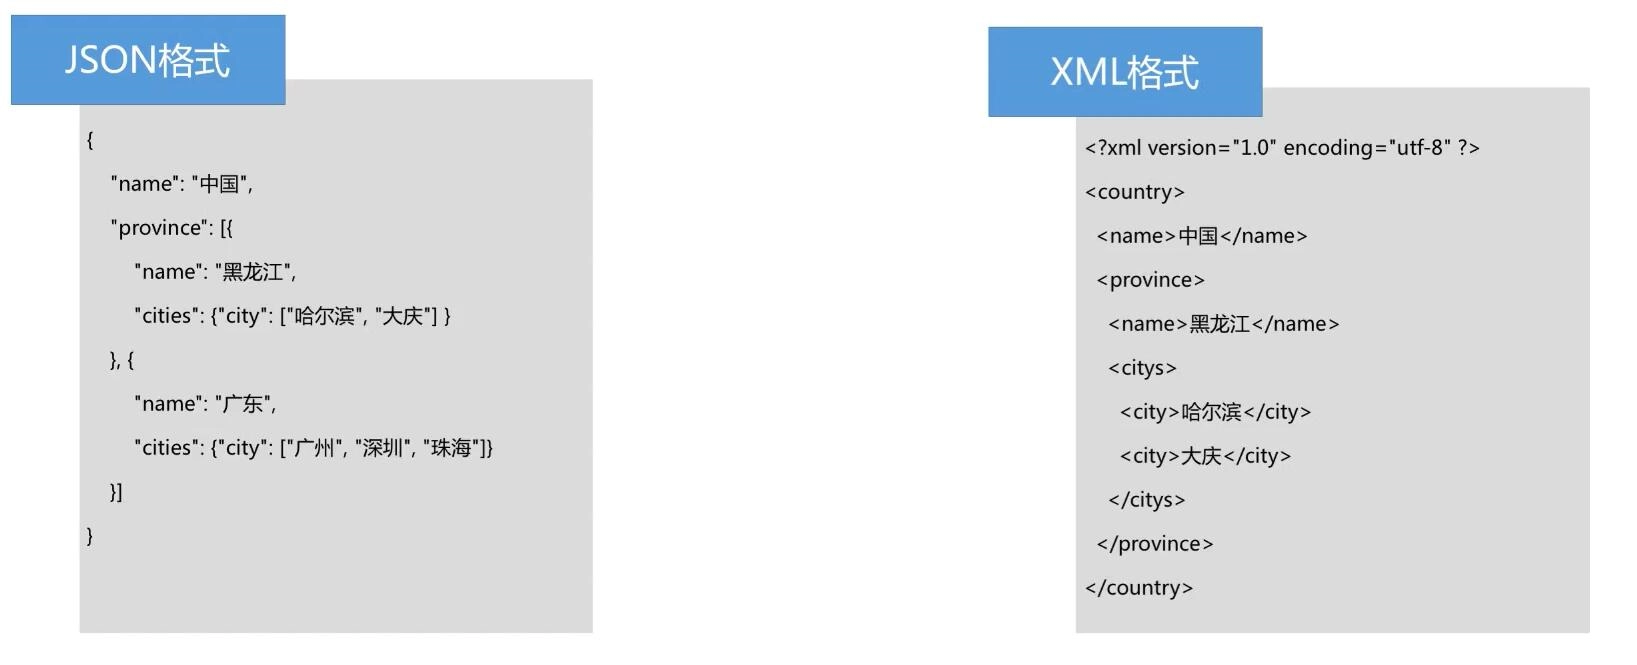 JSON格式
{
"name": "中国",
"province": [{
"name": "黑龙江",
"cities": {"city": ["哈尔滨", "大庆"] }
}, {
"name": "广东",
"cities": {"city": ["广州", "深圳", "珠海"]}
}]
}
XML格式
<?xml version="1.0" encoding="utf-8" ?>
<country>
<name>中国</name>
<province>
<name>黑龙江</name>
<citys>
<city>哈尔滨</city>
<city>大庆</city>
</citys>
</province>
</country>